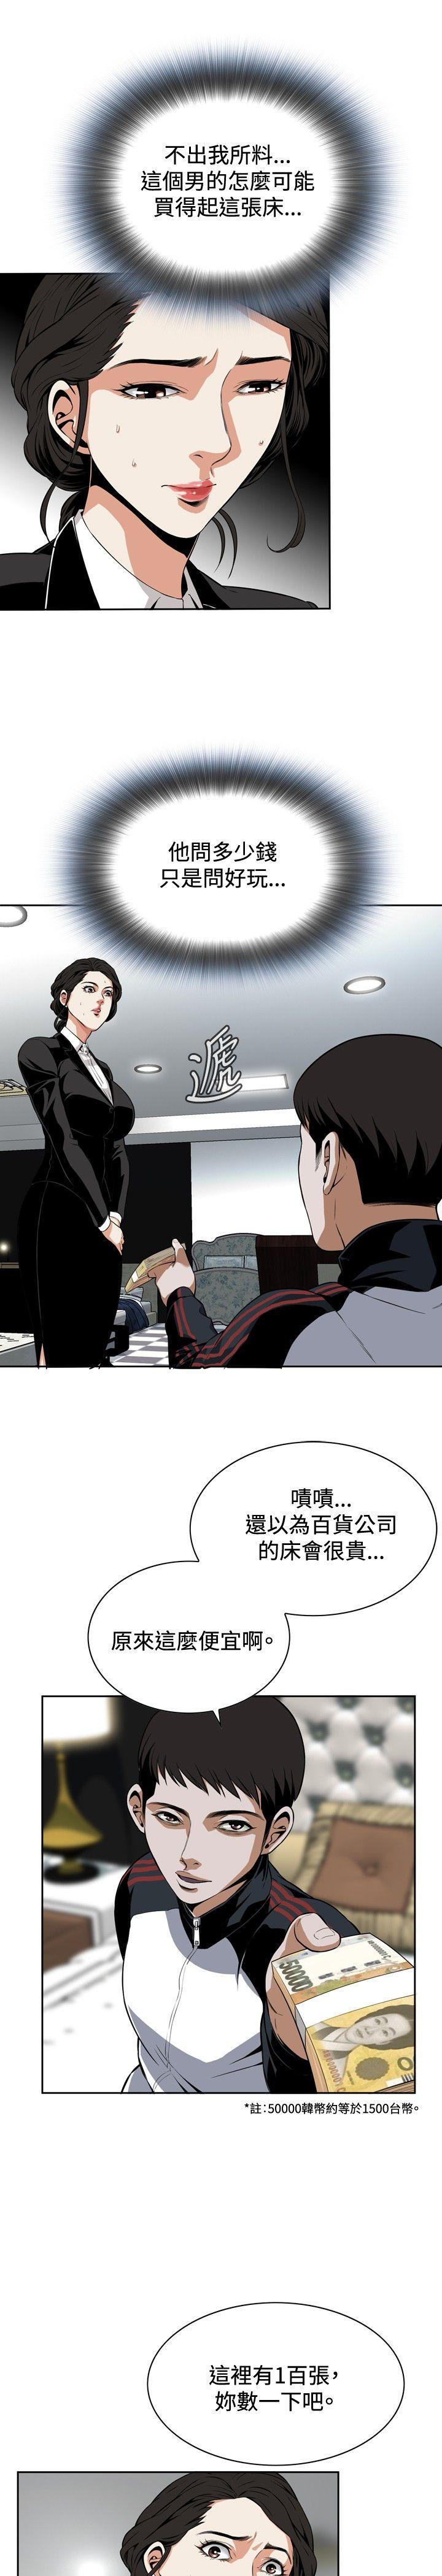 不出我所料...
這個男的怎麼可能
買得起這張床...
他問多少錢
只是問好玩...
遞
嘖嘖...
還以為百貨公司
的床會很貴...
原來這麼便宜啊。
50000
*註:50000韓幣約等於1500台幣。
這裡有1百張,
妳數一下吧。